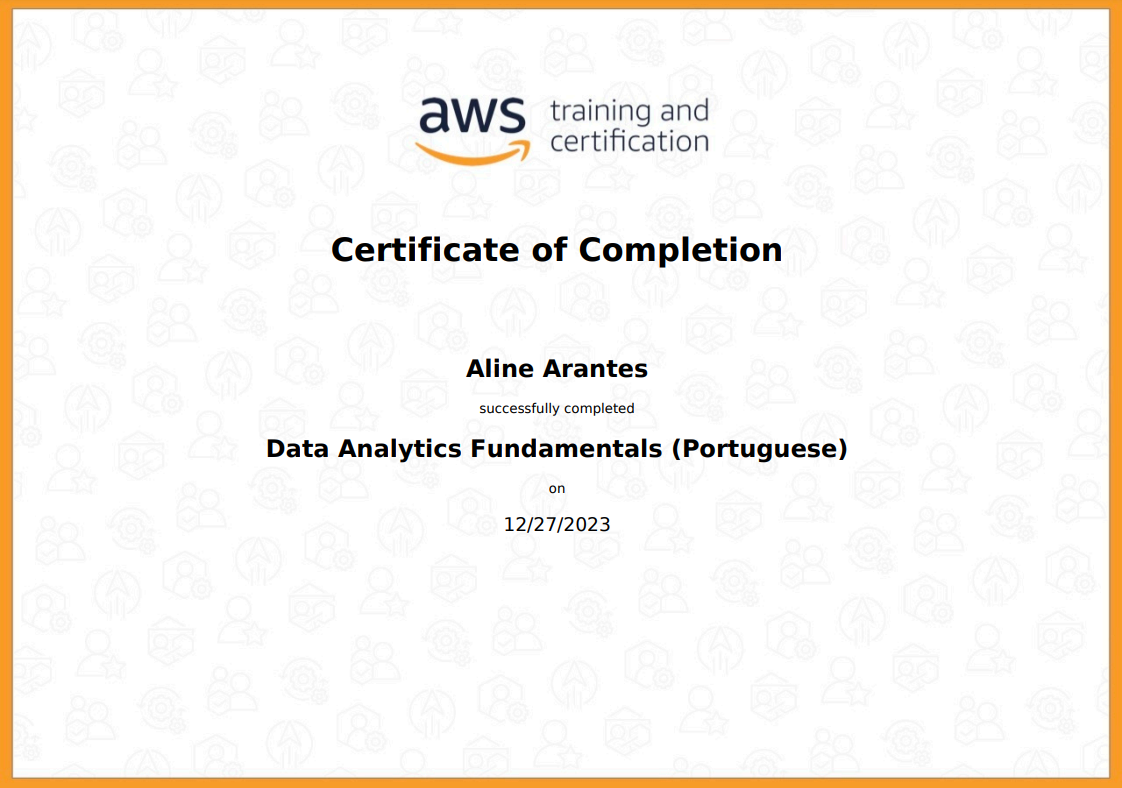 aws training and
certification
Certificate of Completion
Aline Arantes
successfully completed
Data Analytics Fundamentals (Portuguese)
on
12/27/2023